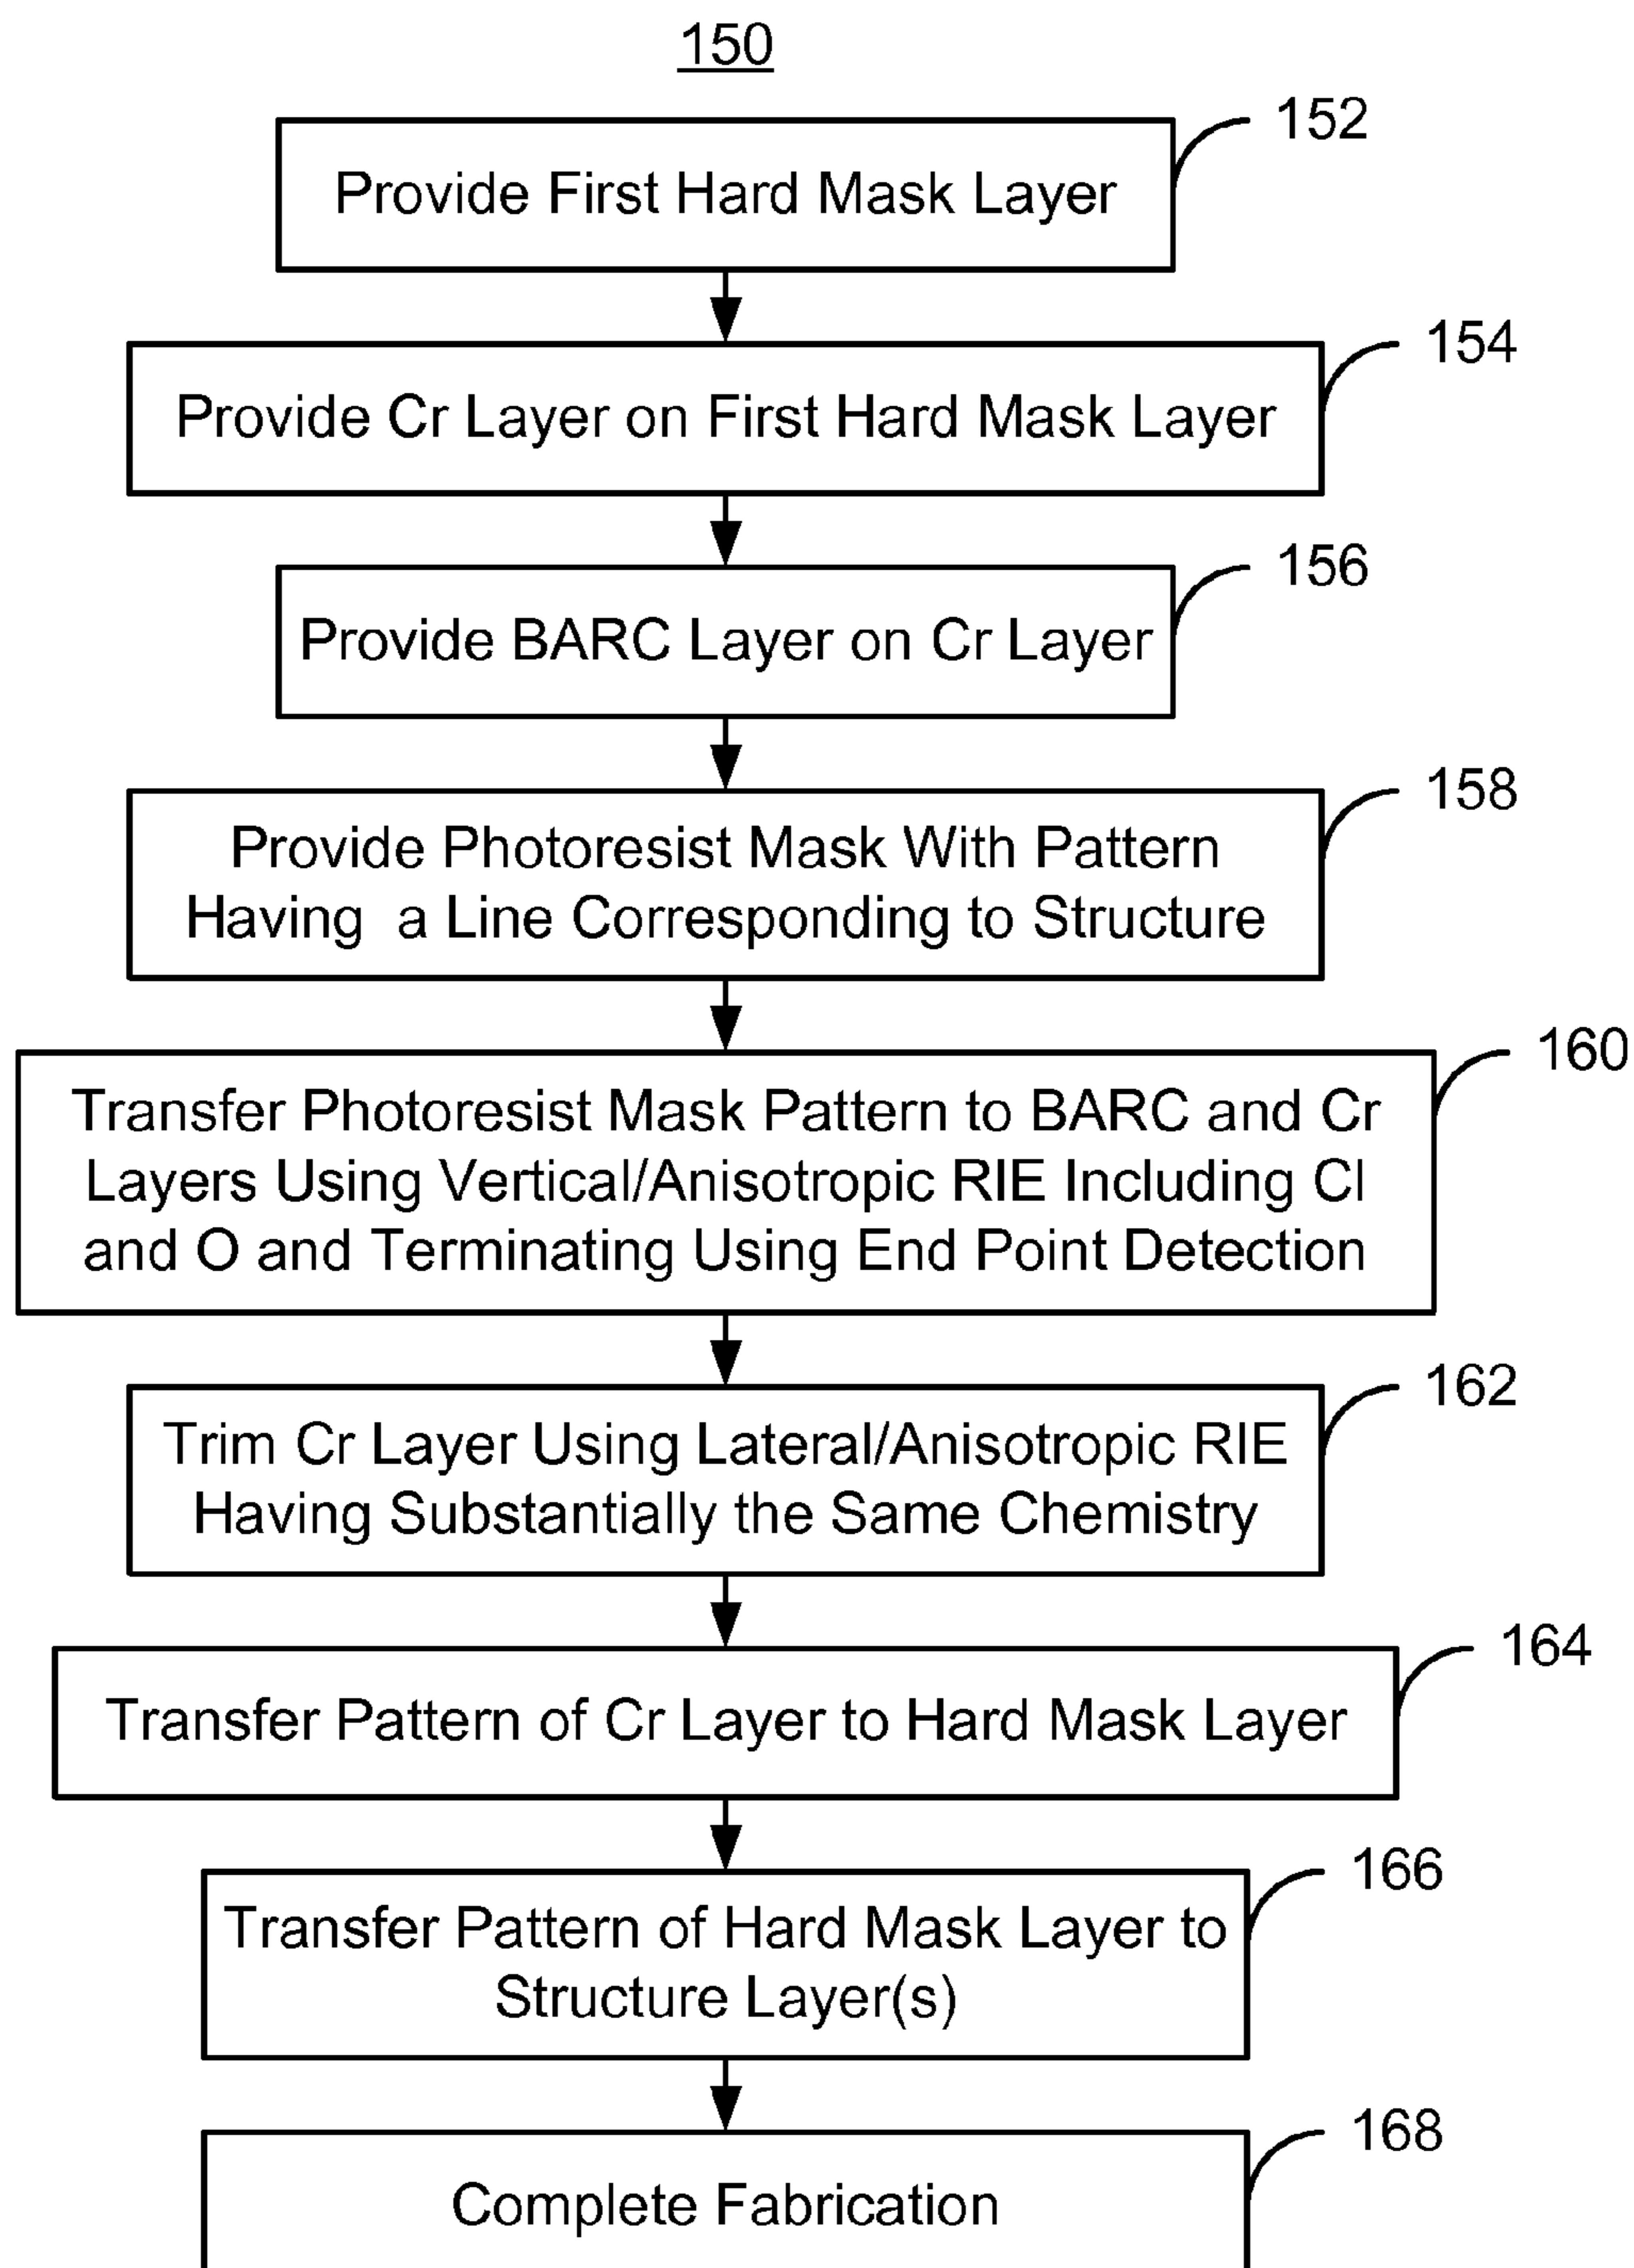 150
152
Provide First Hard Mask Layer
154
Provide Cr Layer on First Hard Mask Layer
156
Provide BARC Layer on Cr Layer
158
Provide Photoresist Mask With Pattern
Having a Line Corresponding to Structure
160
Transfer Photoresist Mask Pattern to BARC and Cr
Layers Using Vertical/Anisotropic RIE Including Cl
and O and Terminating Using End Point Detection
162
Trim Cr Layer Using Lateral/Anisotropic RIE
Having Substantially the Same Chemistry
164
Transfer Pattern of Cr Layer to Hard Mask Layer
166
Transfer Pattern of Hard Mask Layer to
Structure Layer(s)
168
Complete Fabrication